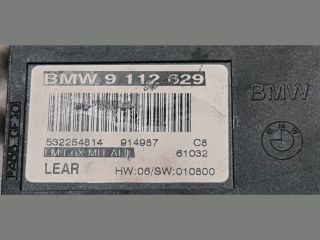 BMW 9 112 629
BMW
532254814 914987 C8
61032
LEAR HW:06/SW:010800